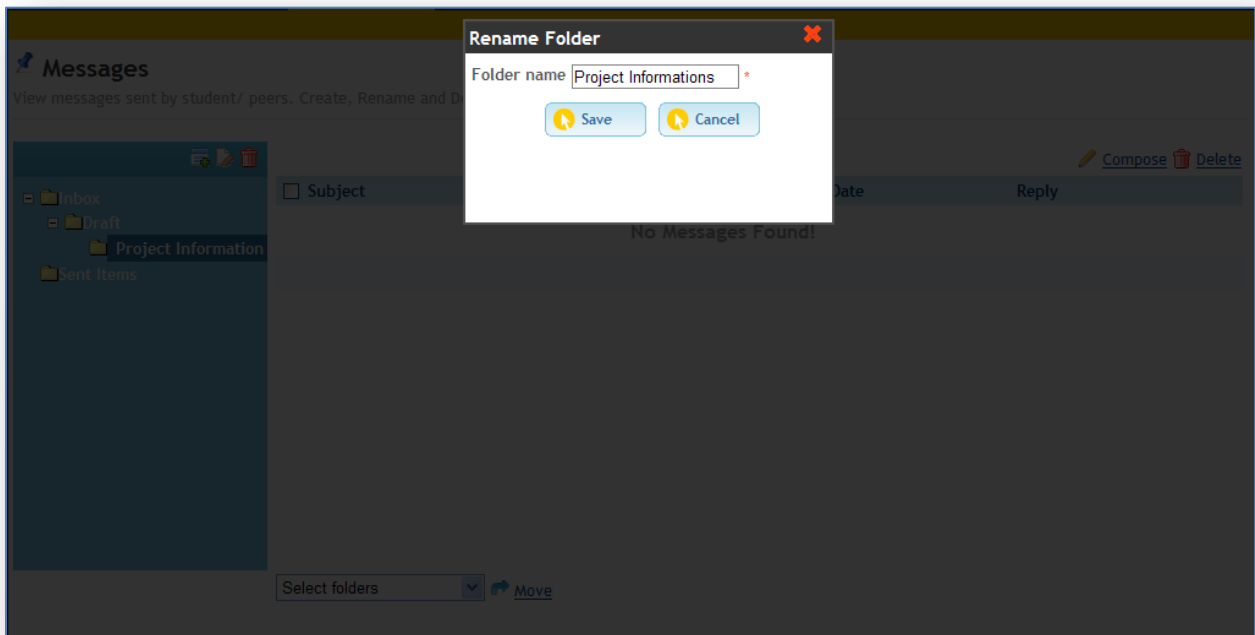 Rename Folder
Messages
Folder name Project Informations *
View messages sent by student/ peers. Create, Rename and D
Save Cancel
Compose Delete
Subject Date Reply
Inbox
Draft
No Messages Found!
Project Information
Sent Items
Select folders Move